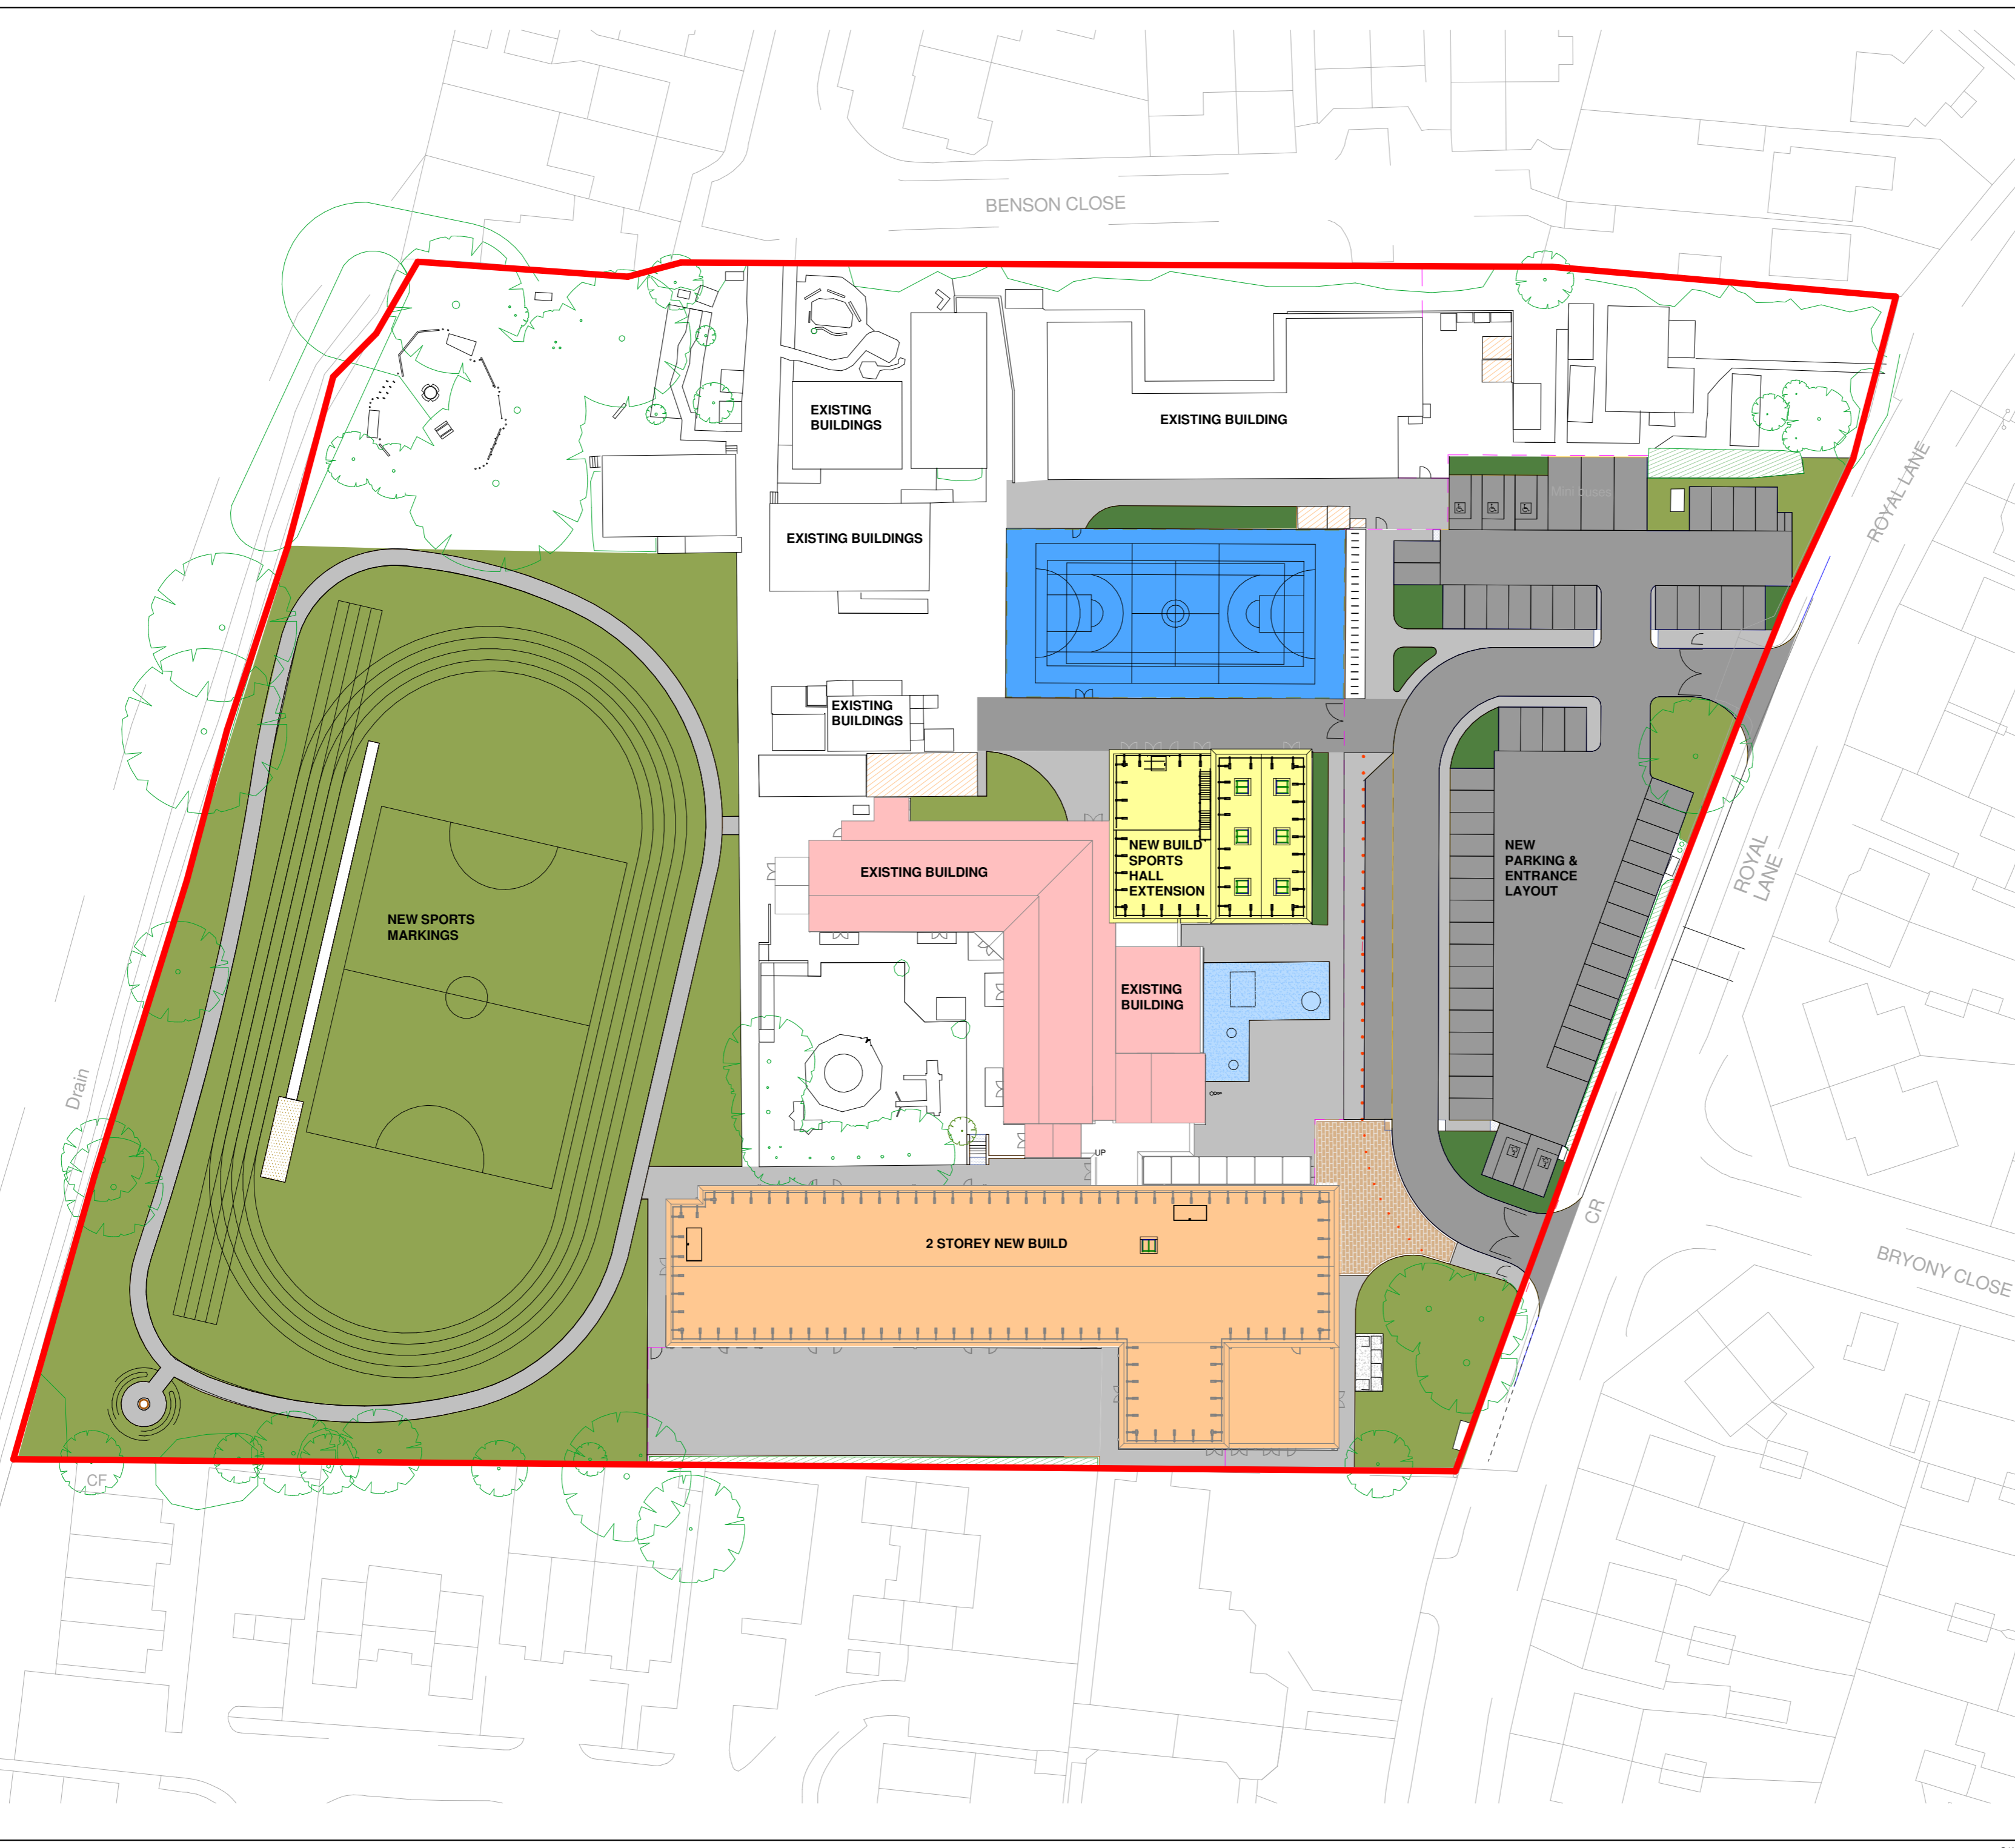 BENSON CLOSE
EXISTING
BUILDINGS
EXISTING BUILDING
Minibuses
ROYAL LANE
EXISTING BUILDINGS
EXISTING
BUILDINGS
EXISTING BUILDING
NEW BUILD
SPORTS
HALL
EXTENSION
NEW
PARKING &
ENTRANCE
LAYOUT
ROYAL
LANE
NEW SPORTS
MARKINGS
EXISTING
BUILDING
Drain
UP
CR
2 STOREY NEW BUILD
BRYONY CLOSE
CF